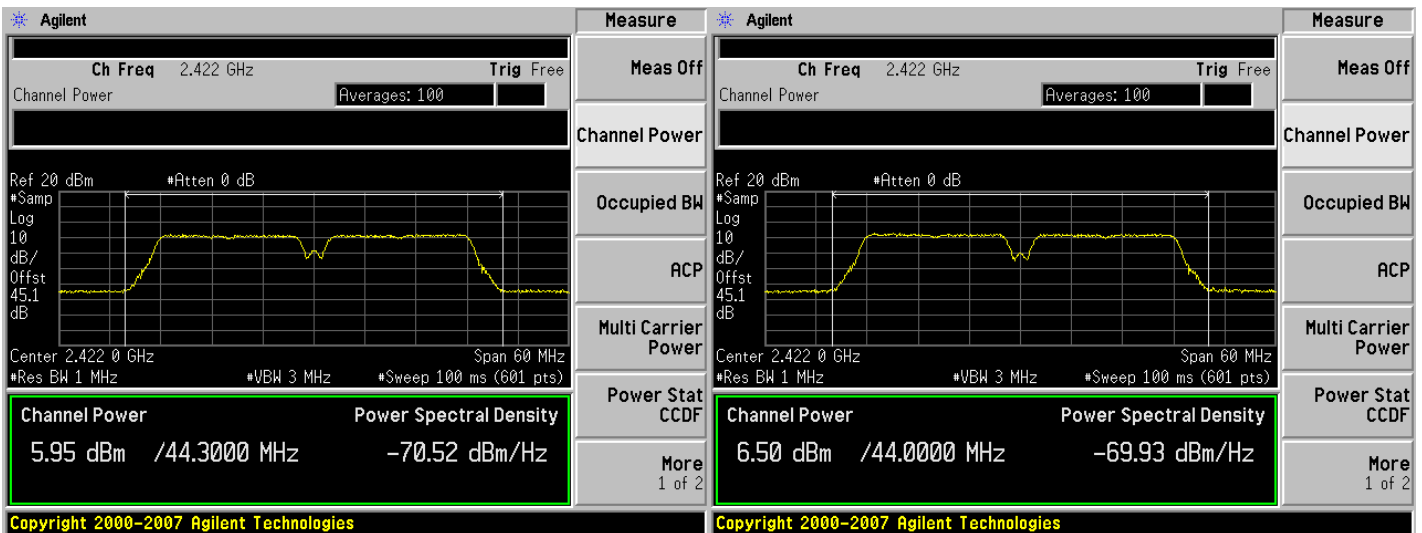 Agilent
Measure
Ch Freq 2.422 GHz Trig Free
Meas Off
Channel Power Averages: 100
Channel Power
Ref 20 dBm #Atten 0 dB
#Samp
Log
10
dB/
Offst
45.1
dB
Occupied BW
ACP
Multi Carrier
Power
Center 2.422 0 GHz Span 60 MHz
#Res BW 1 MHz #VBW 3 MHz #Sweep 100 ms (601 pts)
Power Stat
CCDF
Channel Power Power Spectral Density
5.95 dBm /44.3000 MHz -70.52 dBm/Hz
More
1 of 2
Copyright 2000-2007 Agilent Technologies
Agilent
Measure
Ch Freq 2.422 GHz Trig Free
Meas Off
Channel Power Averages: 100
Channel Power
Ref 20 dBm #Atten 0 dB
#Samp
Log
10
dB/
Offst
45.1
dB
Occupied BW
ACP
Multi Carrier
Power
Center 2.422 0 GHz Span 60 MHz
#Res BW 1 MHz #VBW 3 MHz #Sweep 100 ms (601 pts)
Power Stat
CCDF
Channel Power Power Spectral Density
6.50 dBm /44.0000 MHz -69.93 dBm/Hz
More
1 of 2
Copyright 2000-2007 Agilent Technologies